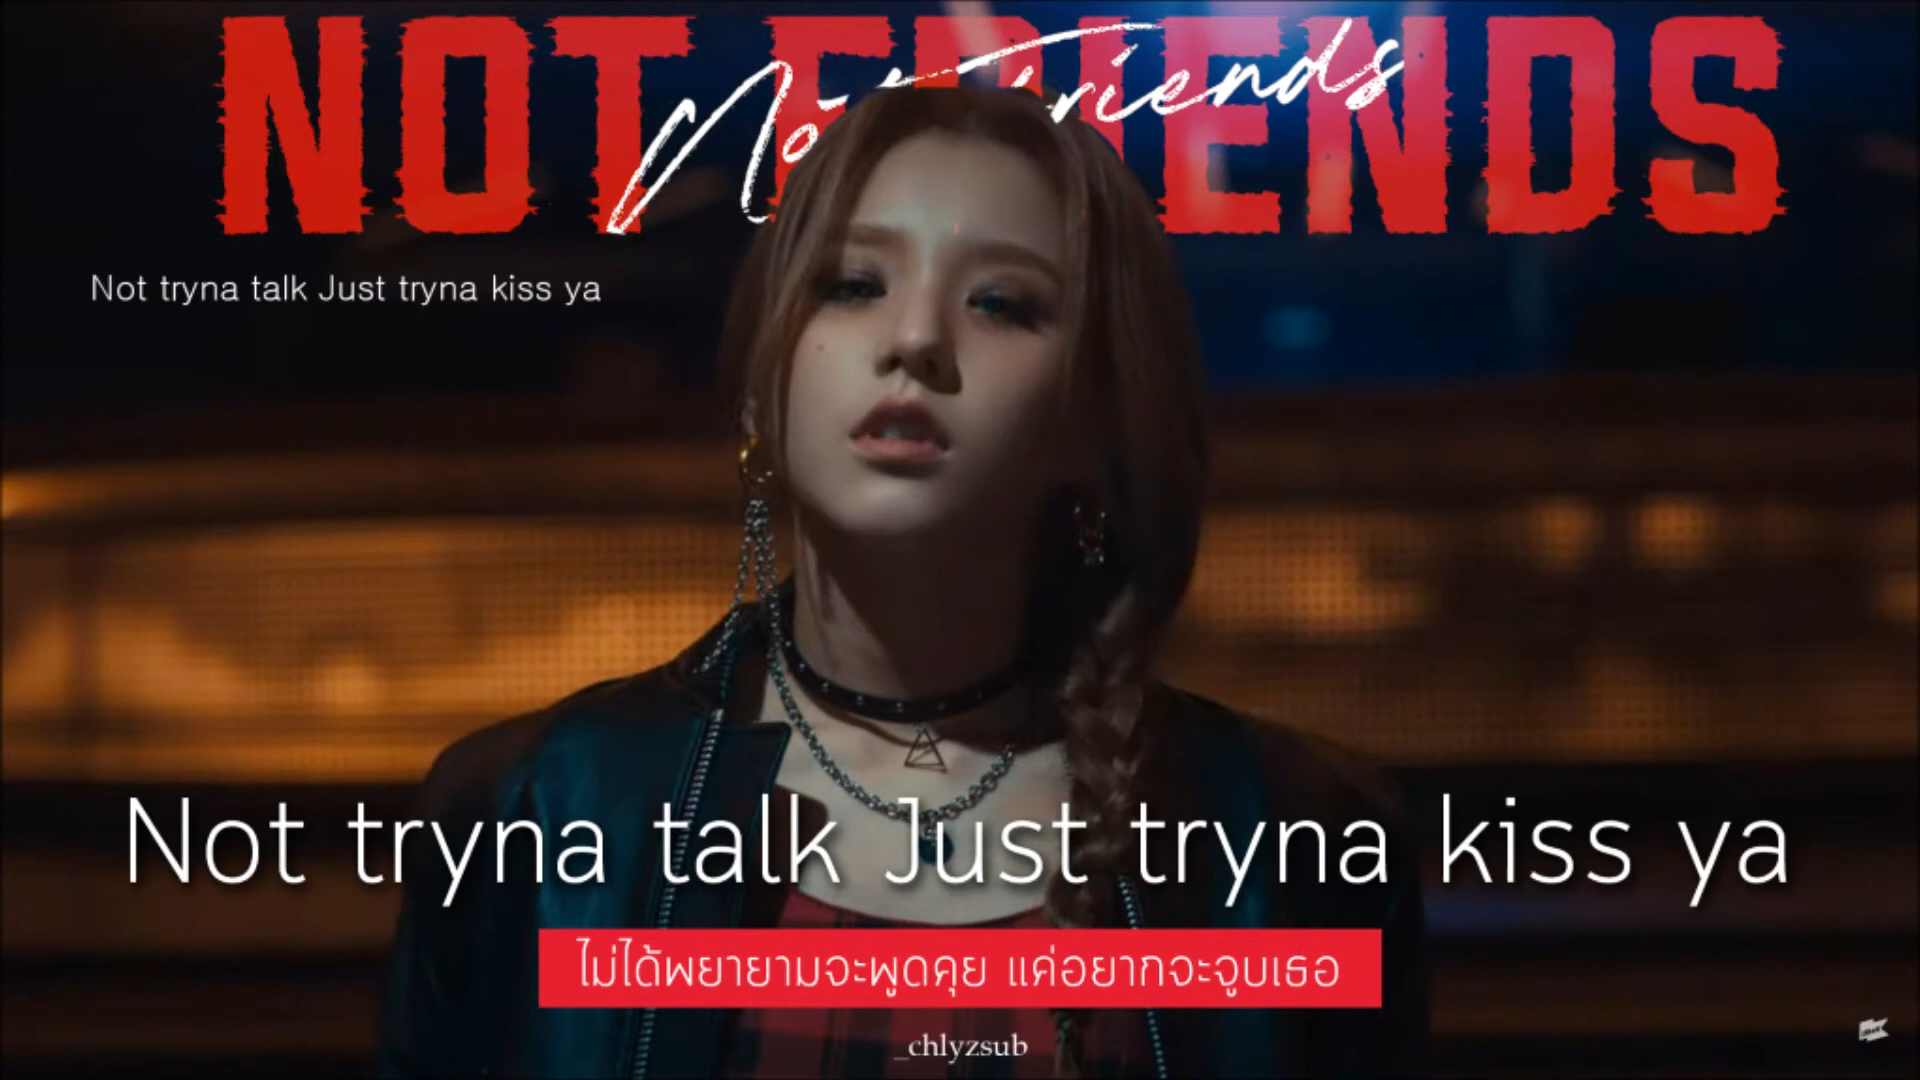 NOT FRIENDS
Not Friends
Not tryna talk Just tryna kiss ya
Not tryna talk Just tryna kiss ya
ไม่ได้พยายามจะพูดคุย แค่อยากจะจูบเธอ
_chlyzsub